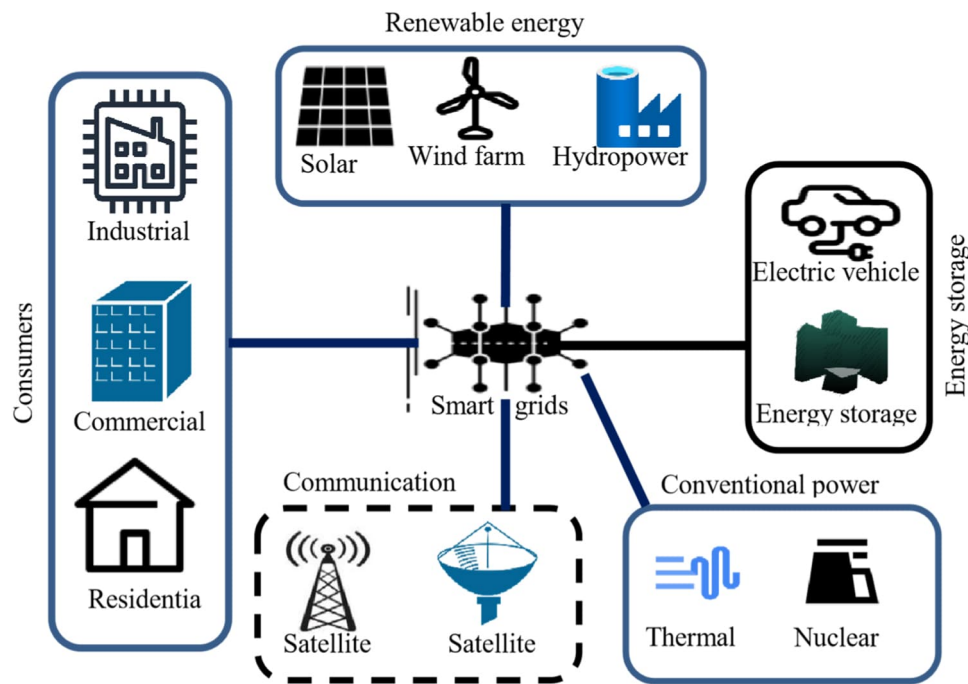 Renewable energy
Solar
Wind farm
Hydropower
Consumers
Industrial
Commercial
Residentia
Smart grids
Electric vehicle
Energy storage
Energy storage
Communication
Satellite
Satellite
Conventional power
Thermal
Nuclear